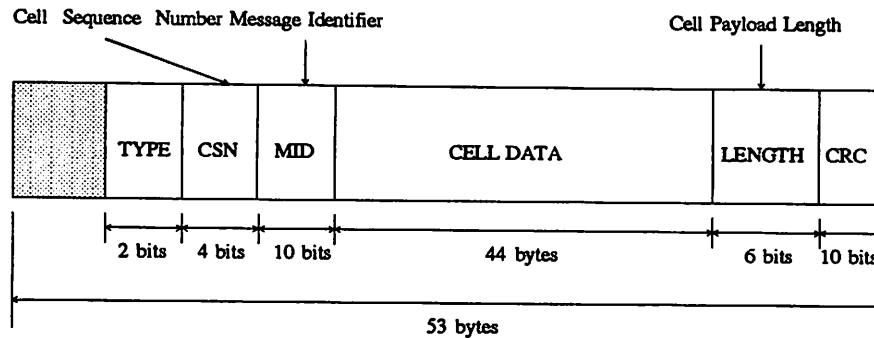 Cell Sequence Number Message Identifier
Cell Payload Length
TYPE CSN MID CELL DATA LENGTH CRC
2 bits 4 bits 10 bits 44 bytes 6 bits 10 bits
53 bytes